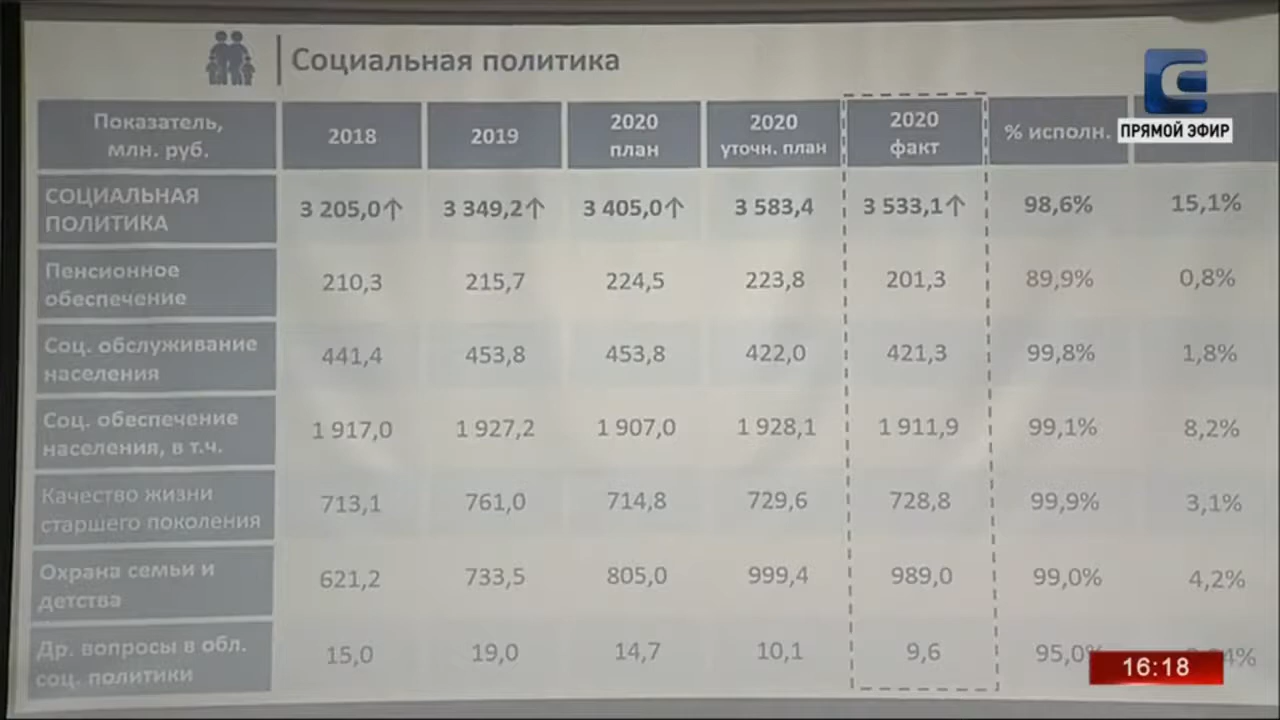 Социальная политика
ПРЯМОЙ ЭФИР
Показатель,
млн. руб.
2018
2019
2020
план
2020
уточн. план
2020
факт
% исполн.
СОЦИАЛЬНАЯ
ПОЛИТИКА
3 205,0↑
3 349,2↑
3 405,0↑
3 583,4
3 533,1↑
98,6%
15,1%
Пенсионное
обеспечение
210,3
215,7
224,5
223,8
201,3
89,9%
0,8%
Соц. обслуживание
населения
441,4
453,8
453,8
422,0
421,3
99,8%
1,8%
Соц. обеспечение
населения, в т.ч.
1 917,0
1 927,2
1 907,0
1 928,1
1 911,9
99,1%
8,2%
Качество жизни
старшего поколения
713,1
761,0
714,8
729,6
728,8
99,9%
3,1%
Охрана семьи и
детства
621,2
733,5
805,0
999,4
989,0
99,0%
4,2%
Др. вопросы в обл.
соц. политики
15,0
19,0
14,7
10,1
9,6
95,0%
16:18